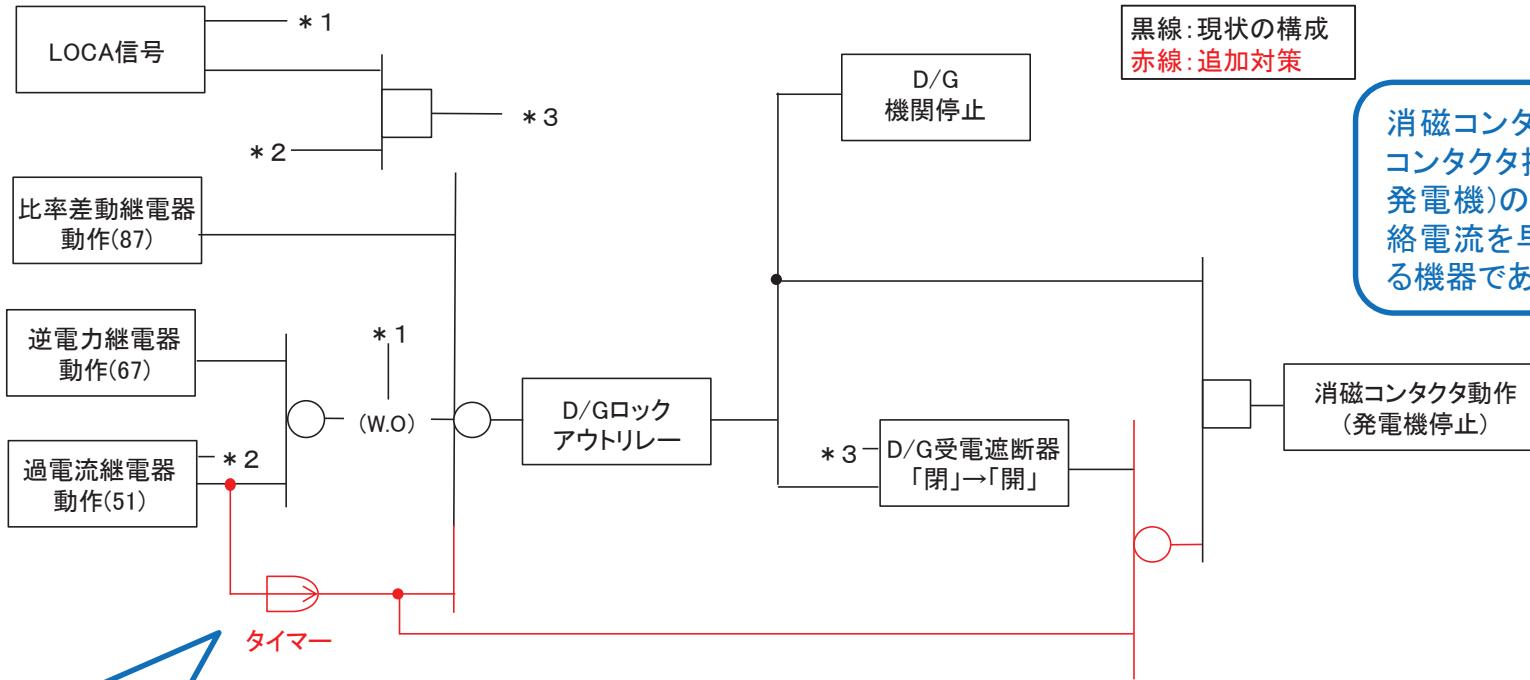 LOCA信号
＊1
＊2
＊3
黒線：現状の構成
赤線：追加対策
D/G
機関停止
消磁コンタ
コンタクタ
発電機）の
絡電流を
る機器であ
比率差動継電器
動作(87)
逆電力継電器
動作(67)
＊1
(W.O)
過電流継電器
動作(51)
＊2
D/Gロック
アウトリレー
＊3
D/G受電遮断器
「閉」→「開」
消磁コンタクタ動作
（発電機停止）
タイマー